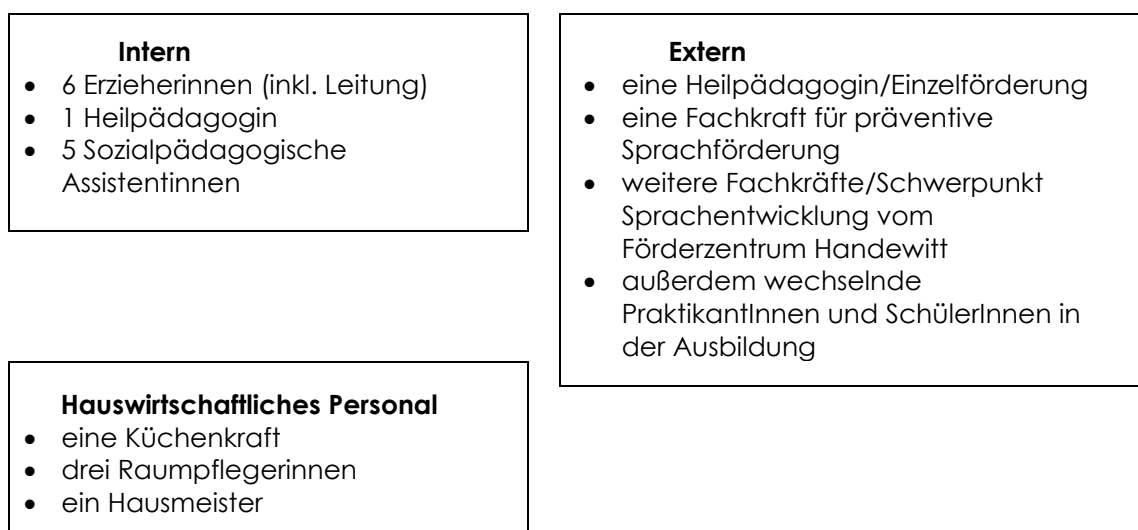 Intern
• 6 Erzieherinnen (inkl. Leitung)
• 1 Heilpädagogin
• 5 Sozialpädagogische
Assistentinnen
Extern
• eine Heilpädagogin/Einzelförderung
• eine Fachkraft für präventive
Sprachförderung
• weitere Fachkräfte/Schwerpunkt
Sprachentwicklung vom
Förderzentrum Handewitt
• außerdem wechselnde
PraktikantInnen und SchülerInnen in
der Ausbildung
Hauswirtschaftliches Personal
• eine Küchenkraft
• drei Raumpflegerinnen
• ein Hausmeister